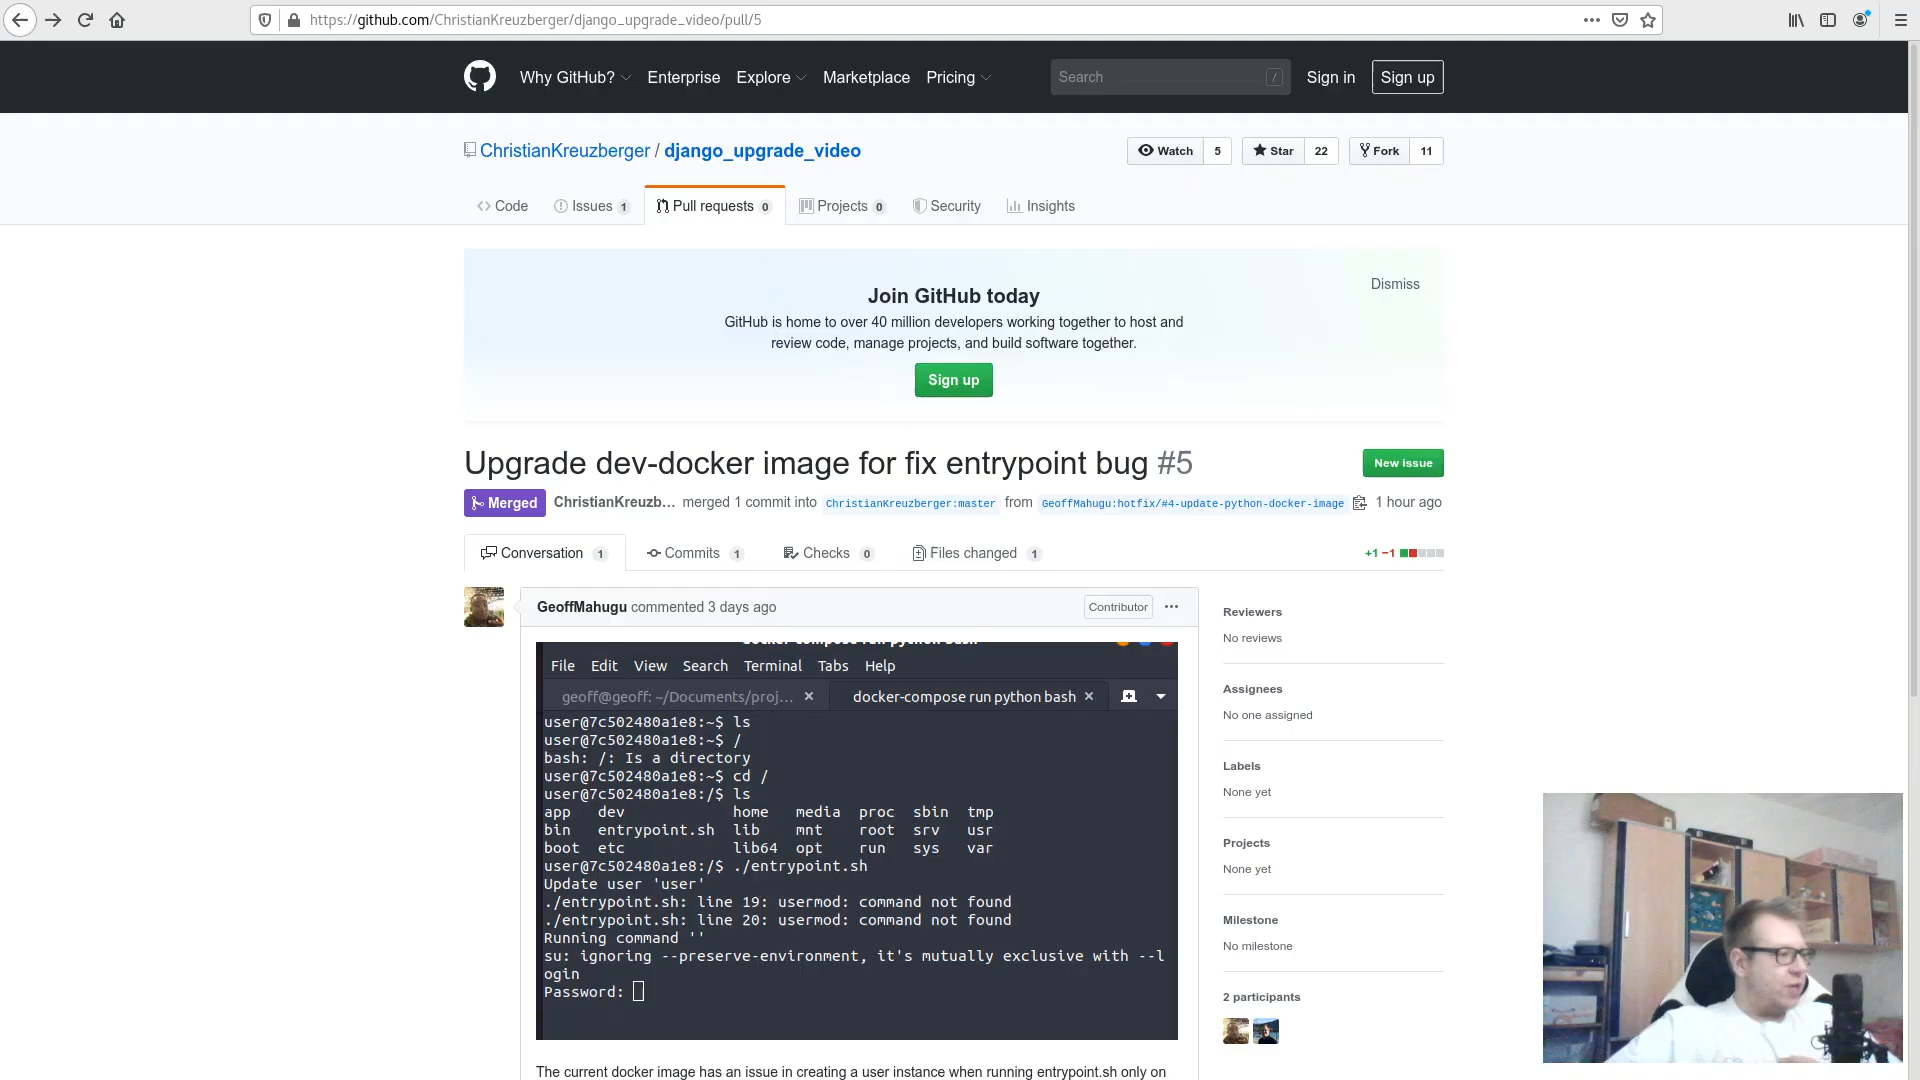 https://github.com/ChristianKreuzberger/django_upgrade_video/pull/5
Why GitHub? Enterprise Explore Marketplace Pricing
Search /
Sign in Sign up
ChristianKreuzberger / django_upgrade_video
Watch 5 Star 22 Fork 11
Code Issues 1 Pull requests 0 Projects 0 Security Insights
Join GitHub today
Dismiss
GitHub is home to over 40 million developers working together to host and
review code, manage projects, and build software together.
Sign up
Upgrade dev-docker image for fix entrypoint bug #5
New issue
Merged ChristianKreuzb... merged 1 commit into ChristianKreuzberger:master from GeoffMahugu:hotfix/#4-update-python-docker-image 1 hour ago
Conversation 1 Commits 1 Checks 0 Files changed 1
+1 −1
GeoffMahugu commented 3 days ago
Contributor
docker-compose run python bash
File Edit View Search Terminal Tabs Help
geoff@geoff: ~/Documents/proj... × docker-compose run python bash ×
user@7c502480a1e8:~$ ls
user@7c502480a1e8:~$ /
bash: /: Is a directory
user@7c502480a1e8:~$ cd /
user@7c502480a1e8:/$ ls
app dev home media proc sbin tmp
bin entrypoint.sh lib mnt root srv usr
boot etc lib64 opt run sys var
user@7c502480a1e8:/$ ./entrypoint.sh
Update user 'user'
./entrypoint.sh: line 19: usermod: command not found
./entrypoint.sh: line 20: usermod: command not found
Running command ''
su: ignoring --preserve-environment, it's mutually exclusive with --l
ogin
Password:
The current docker image has an issue in creating a user instance when running entrypoint.sh only on
Reviewers
No reviews
Assignees
No one assigned
Labels
None yet
Projects
None yet
Milestone
No milestone
2 participants